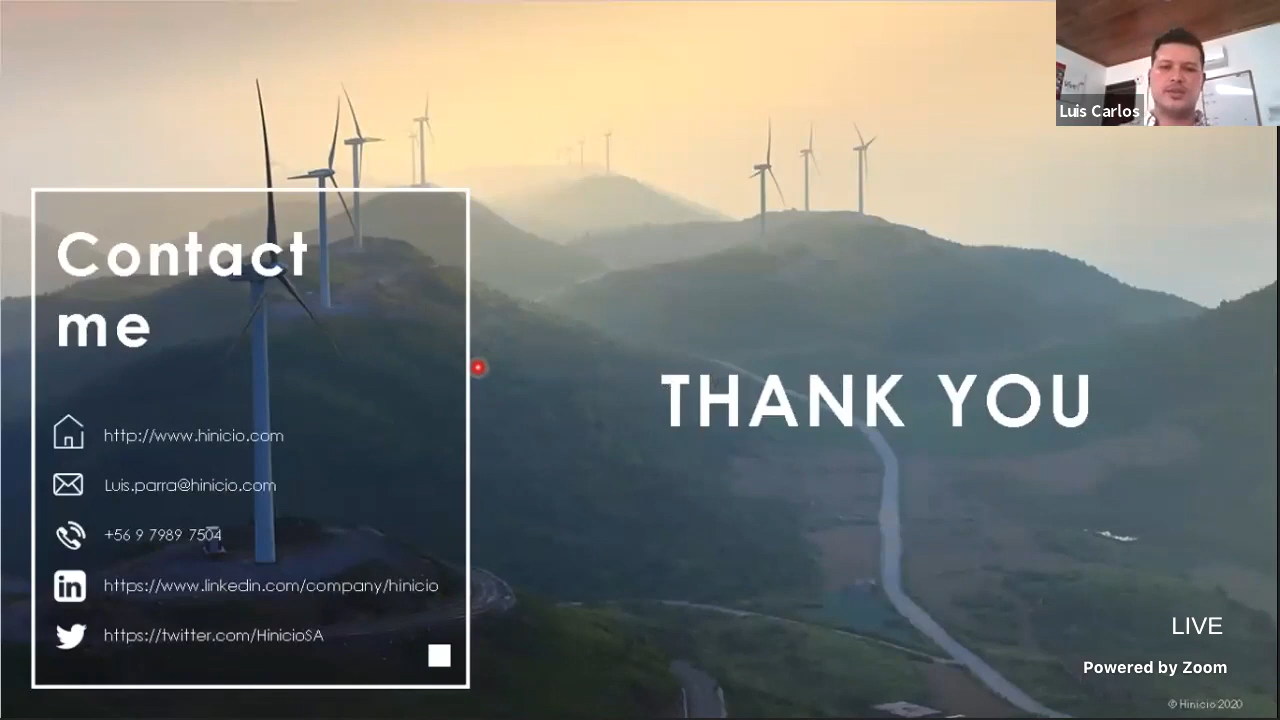 Luis Carlos
Contact
me
http://www.hinicio.com
Luis.parra@hinicio.com
+56 9 7989 7504
https://www.linkedin.com/company/hinicio
https://twitter.com/HinicioSA
THANK YOU
LIVE
Powered by Zoom
© Hinicio 2020